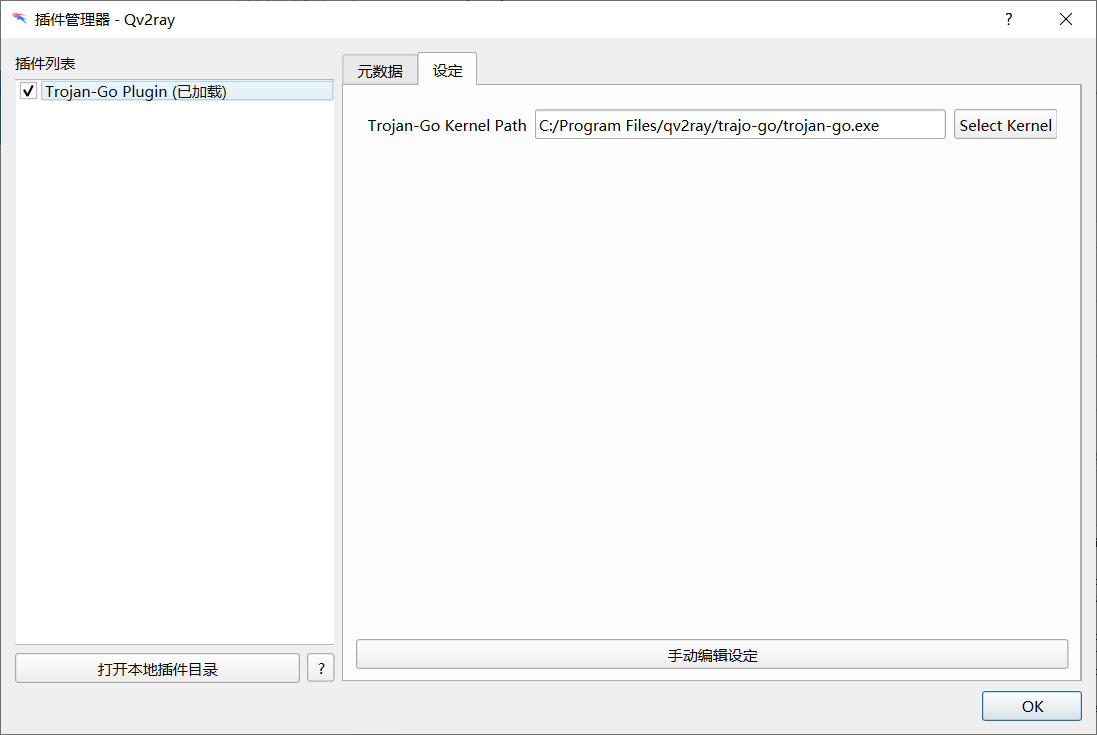 插件管理器 - Qv2ray
?
插件列表
Trojan-Go Plugin (已加载)
元数据
设定
Trojan-Go Kernel Path
C:/Program Files/qv2ray/trajo-go/trojan-go.exe
Select Kernel
手动编辑设定
打开本地插件目录
?
OK